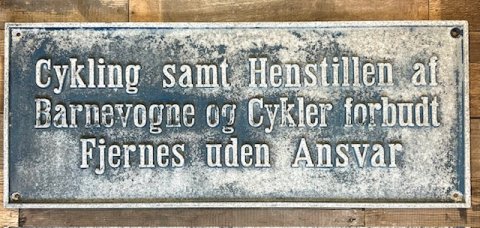 Cykling samt Henstillen af
Barnevogne og Cykler forbudt
Fjernes uden Ansvar